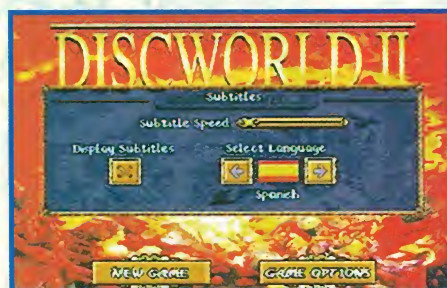 DISCWORLD II
Subtitles
Subtitle Speed
Display Subtitles Select Language
Spanish
NEW GAME GAME OPTIONS